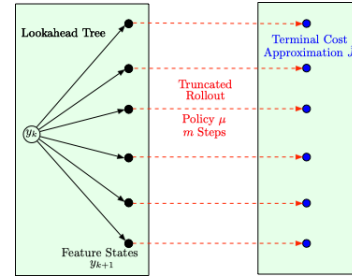 Lookahead Tree
Terminal Cost
Approximation J
Truncated
Rollout
Policy μ
m Steps
y_k
Feature States
y_{k+1}